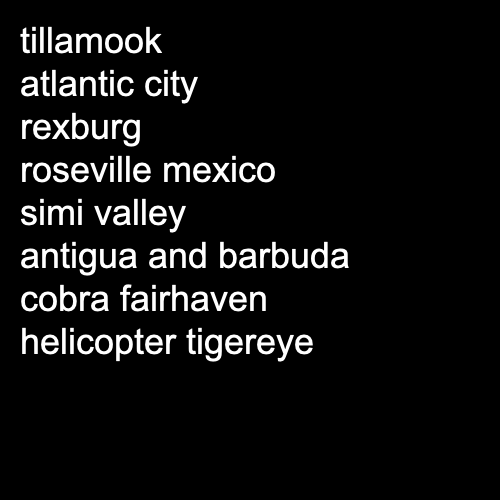 tillamook
atlantic city
rexburg
roseville mexico
simi valley
antigua and barbuda
cobra fairhaven
helicopter tigereye